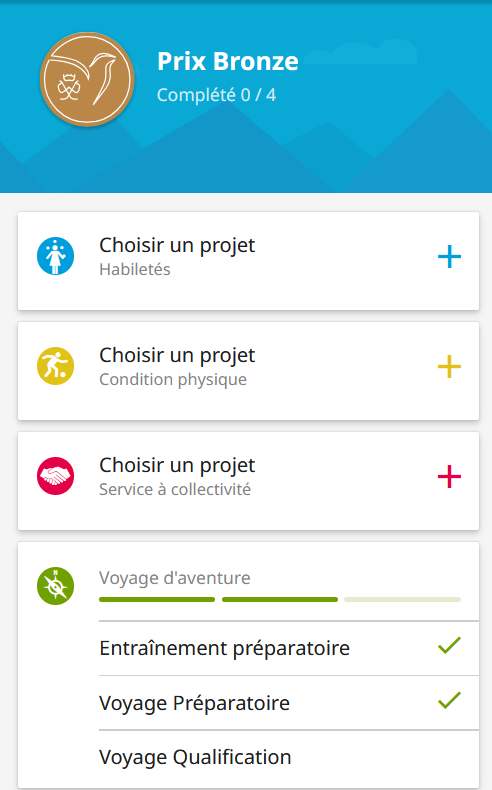 Prix Bronze
Complété 0 / 4
Choisir un projet
Habiletés
Choisir un projet
Condition physique
Choisir un projet
Service à collectivité
N
Voyage d'aventure
Entraînement préparatoire
Voyage Préparatoire
Voyage Qualification